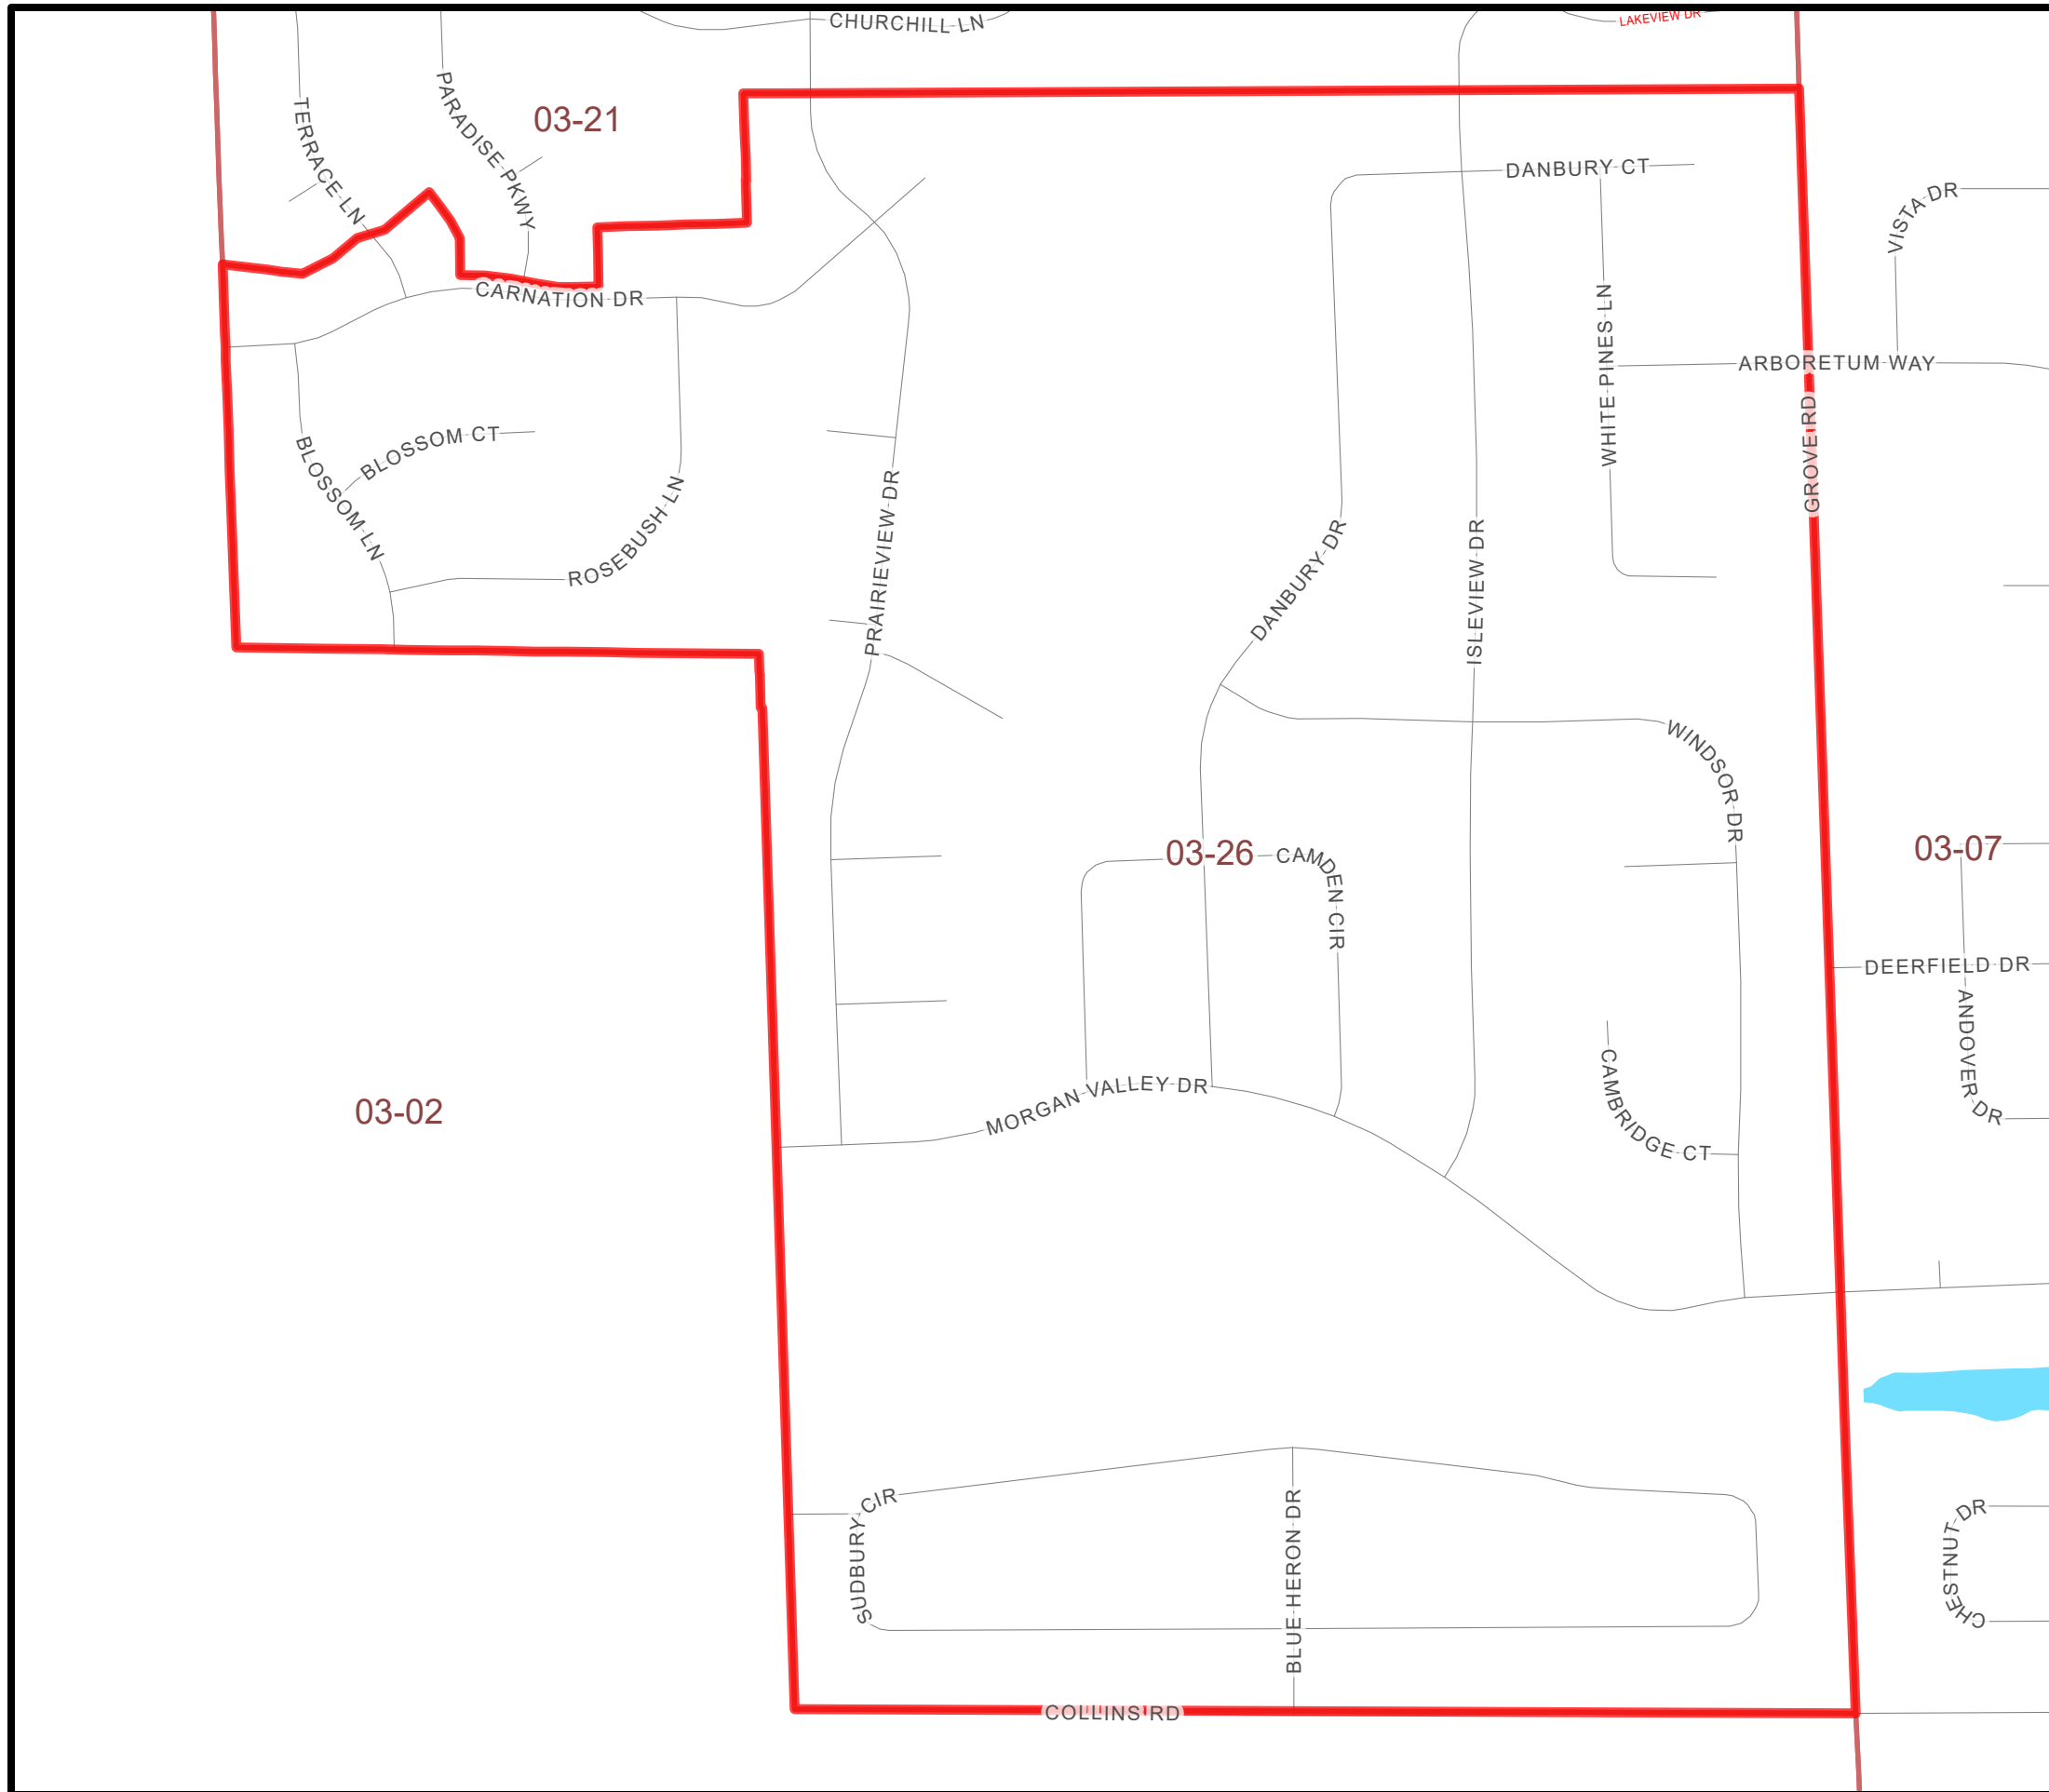 CHURCHILL LN
LAKEVIEW DR
TERRACE LN
PARADISE PKWY
03-21
DANBURY CT
VISTA DR
CARNATION DR
WHITE PINES LN
ARBORETUM WAY
GROVE RD
BLOSSOM CT
BLOSSOM LN
ROSEBUSH LN
PRAIRIEVIEW DR
DANBURY DR
ISLEVIEW DR
WINDSOR DR
03-26
CAMDEN CIR
03-07
DEERFIELD DR
ANDOVER DR
03-02
MORGAN VALLEY DR
CAMBRIDGE CT
SUDBURY CIR
BLUE HERON DR
CHESTNUT DR
COLLINS RD